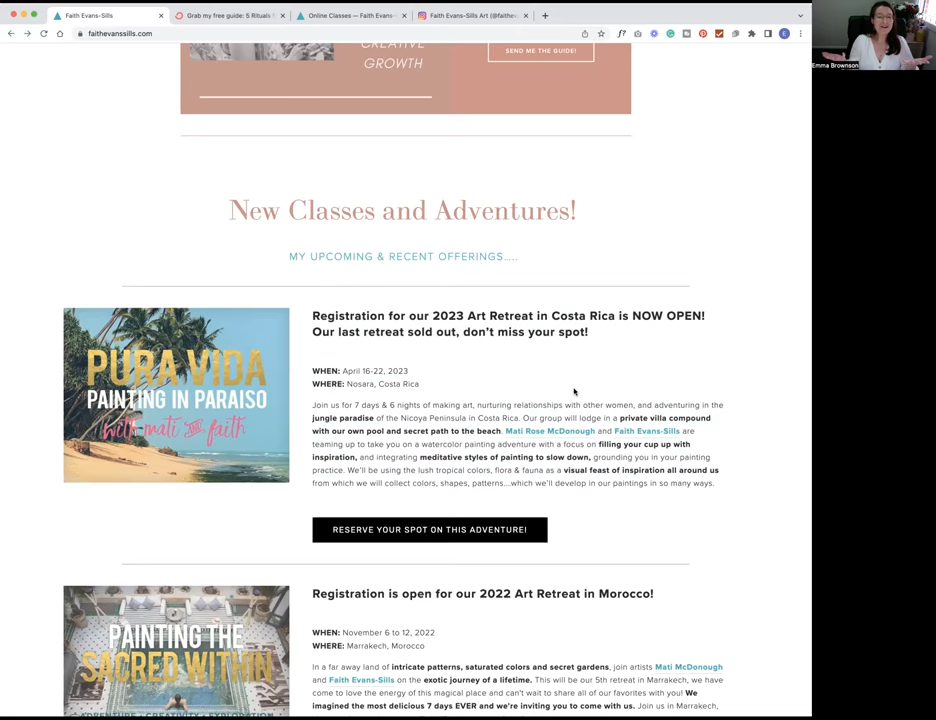 Faith Evans-Sills
Grab my free guide: 5 Rituals f
Online Classes — Faith Evans-
Faith Evans-Sills Art (@faithev
faithevanssills.com
Emma Brownson
CREATIVE
GROWTH
SEND ME THE GUIDE!
New Classes and Adventures!
MY UPCOMING & RECENT OFFERINGS.....
PURA VIDA
PAINTING IN PARAISO
with mati and faith
Registration for our 2023 Art Retreat in Costa Rica is NOW OPEN!
Our last retreat sold out, don't miss your spot!
WHEN: April 16-22, 2023
WHERE: Nosara, Costa Rica
Join us for 7 days & 6 nights of making art, nurturing relationships with other women, and adventuring in the
jungle paradise of the Nicoya Peninsula in Costa Rica. Our group will lodge in a private villa compound
with our own pool and secret path to the beach. Mati Rose McDonough and Faith Evans-Sills are
teaming up to take you on a watercolor painting adventure with a focus on filling your cup up with
inspiration, and integrating meditative styles of painting to slow down, grounding you in your painting
practice. We'll be using the lush tropical colors, flora & fauna as a visual feast of inspiration all around us
from which we will collect colors, shapes, patterns....which we'll develop in our paintings in so many ways.
RESERVE YOUR SPOT ON THIS ADVENTURE!
PAINTING THE
SACRED WITHIN
ADVENTURE • CREATIVITY • EXPLORATION
Registration is open for our 2022 Art Retreat in Morocco!
WHEN: November 6 to 12, 2022
WHERE: Marrakech, Morocco
In a far away land of intricate patterns, saturated colors and secret gardens, join artists Mati McDonough
and Faith Evans-Sills on the exotic journey of a lifetime. This will be our 5th retreat in Marrakech, we have
come to love the energy of this magical place and can't wait to share all of our favorites with you! We
imagined the most delicious 7 days EVER and we're inviting you to come with us. Join us in Marrakech,